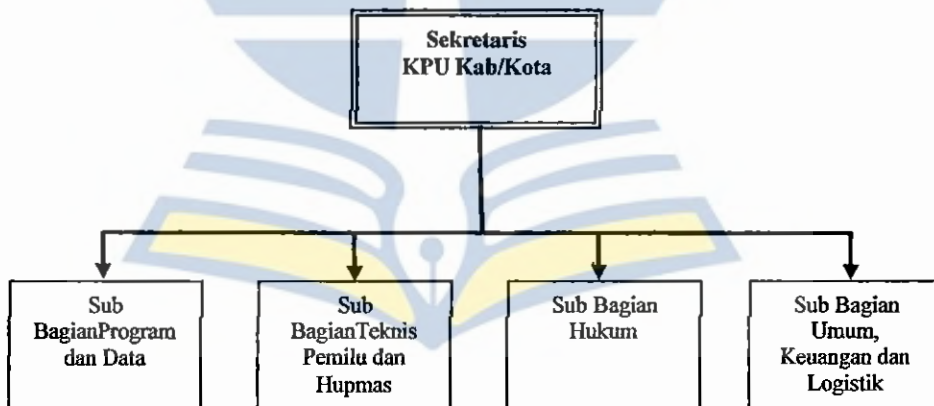 Sekretaris
KPU Kab/Kota
Sub
BagianProgram
dan Data
Sub
BagianTeknis
Pemilu dan
Hupmas
Sub Bagian
Hukum
Sub Bagian
Umum,
Keuangan dan
Logistik